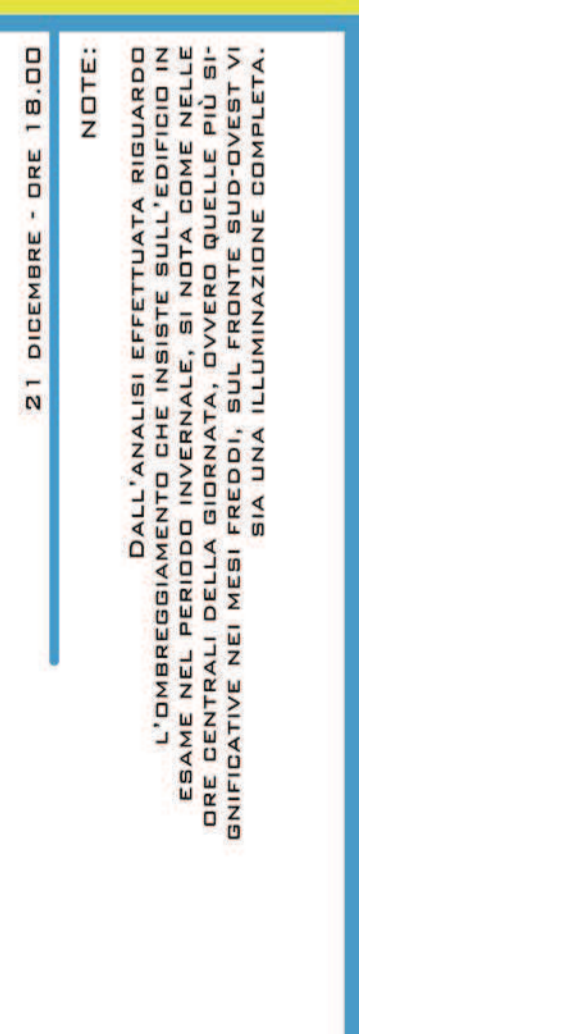 21 DICEMBRE - ORE 18.00
NOTE:
DALL'ANALISI EFFETTUATA RIGUARDO
L'OMBREGGIAMENTO CHE INSISTE SULL'EDIFICIO IN
ESAME NEL PERIODO INVERNALE, SI NOTA COME NELLE
ORE CENTRALI DELLA GIORNATA, OVVERO QUELLE PIÙ SI-
GNIFICATIVE NEI MESI FREDDI, SUL FRONTE SUD-OVEST VI
SIA UNA ILLUMINAZIONE COMPLETA.